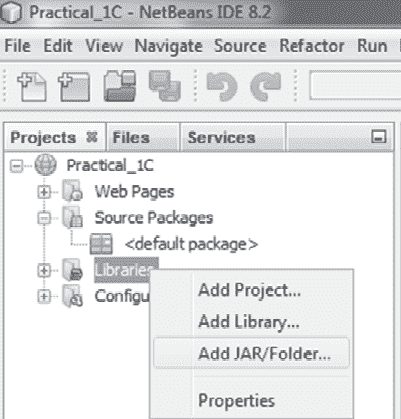 Practical_1C - NetBeans IDE 8.2
File Edit View Navigate Source Refactor Run
Projects Files Services
Practical_1C
Web Pages
Source Packages
<default package>
Libraries
Configu
Add Project...
Add Library...
Add JAR/Folder...
Properties